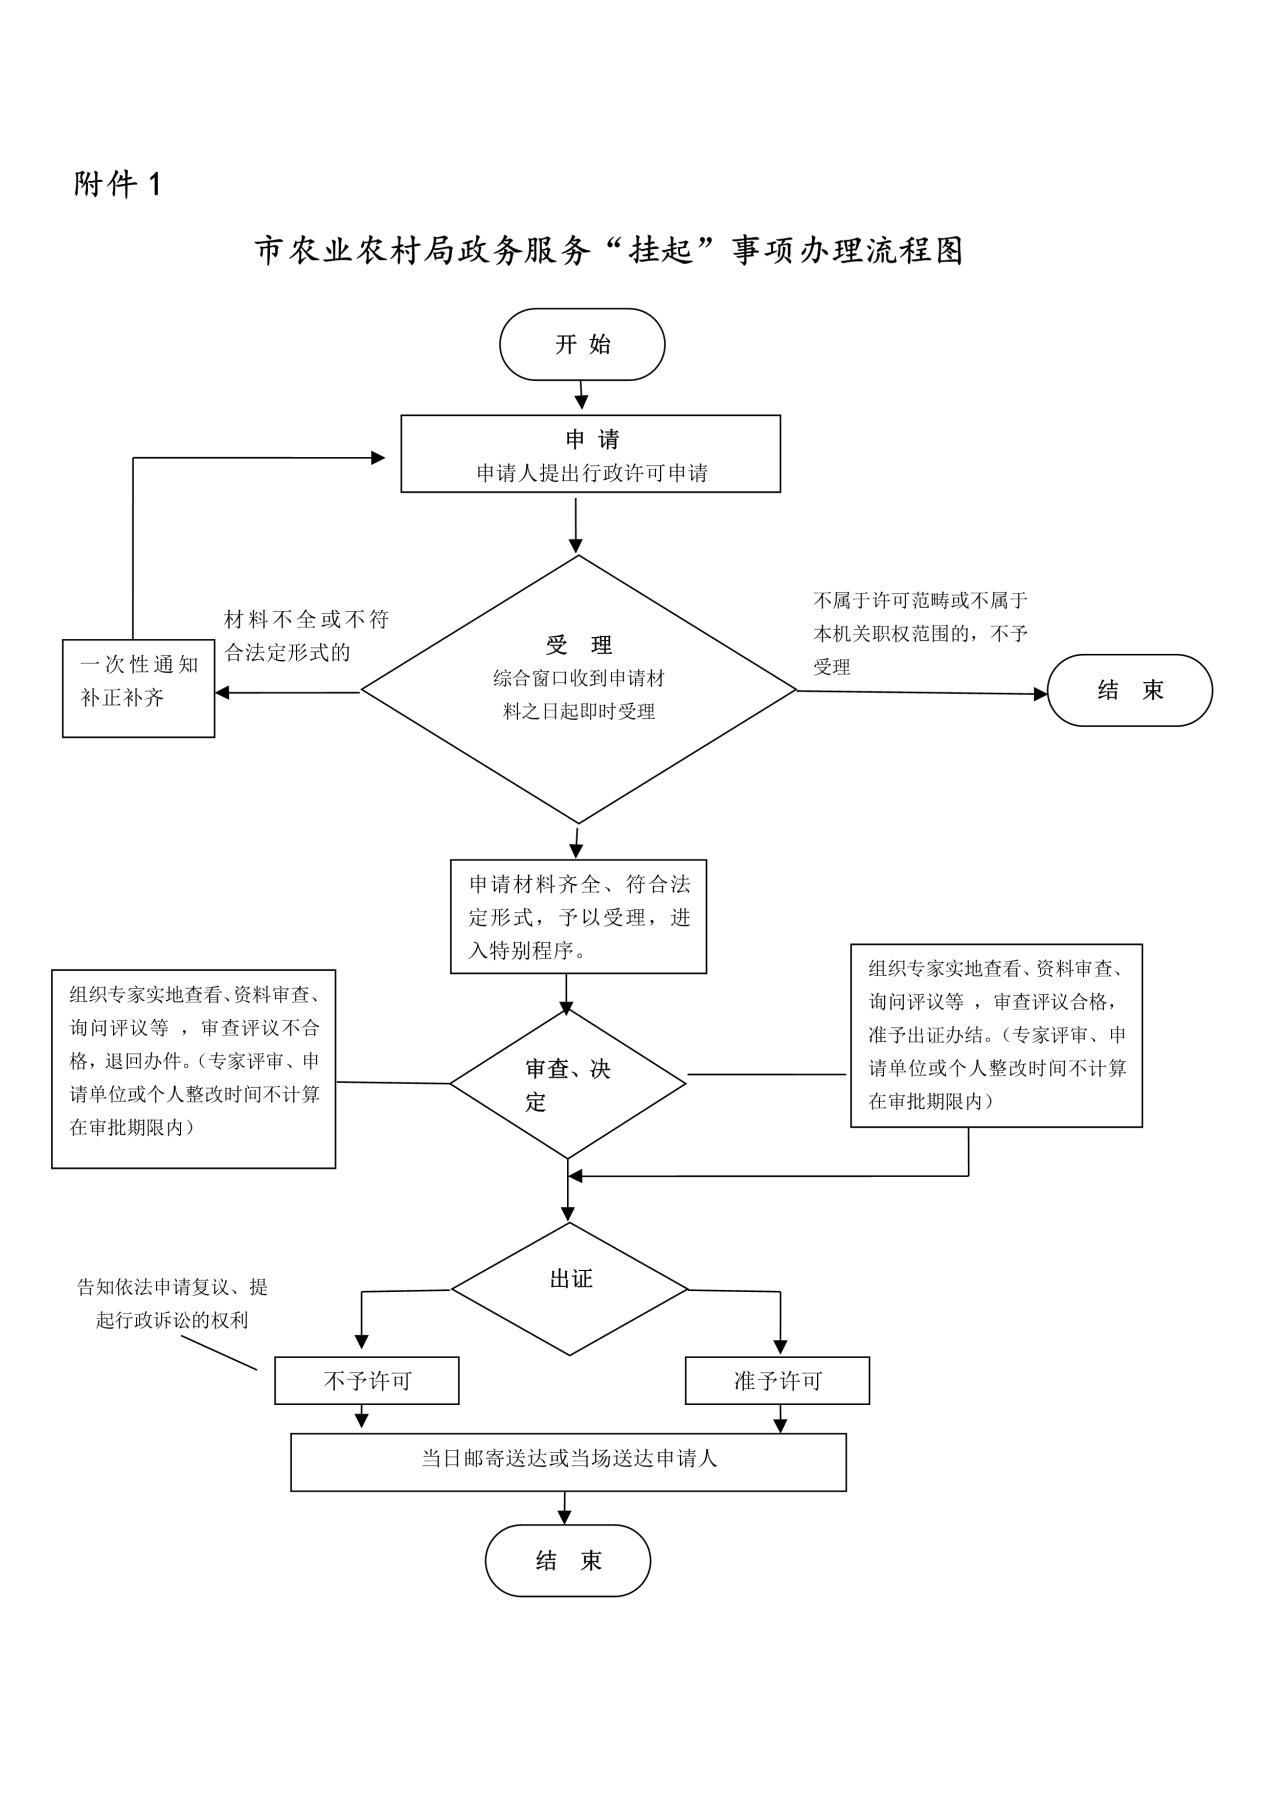 附件1
市农业农村局政务服务“挂起”事项办理流程图
开 始
申 请
申请人提出行政许可申请
材料不全或不符
合法定形式的
一次性通知
补正补齐
受 理
综合窗口收到申请材
料之日起即时受理
不属于许可范畴或不属于
本机关职权范围的，不予
受理
结 束
申请材料齐全、符合法
定形式，予以受理，进
入特别程序。
组织专家实地查看、资料审查、
询问评议等 ，审查评议不合
格，退回办件。（专家评审、申
请单位或个人整改时间不计算
在审批期限内）
审查、决
定
组织专家实地查看、资料审查、
询问评议等 ，审查评议合格，
准予出证办结。（专家评审、申
请单位或个人整改时间不计算
在审批期限内）
出证
告知依法申请复议、提
起行政诉讼的权利
不予许可
准予许可
当日邮寄送达或当场送达申请人
结 束